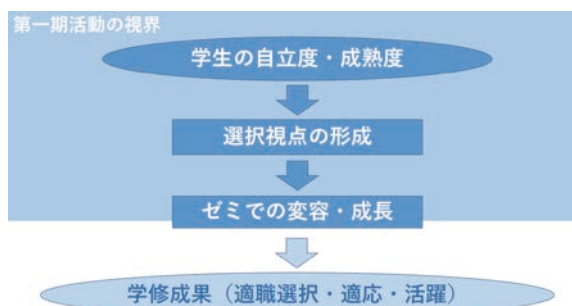 第一期活動の視界
学生の自立度・成熟度
選択視点の形成
ゼミでの変容・成長
学修成果（適職選択・適応・活躍）